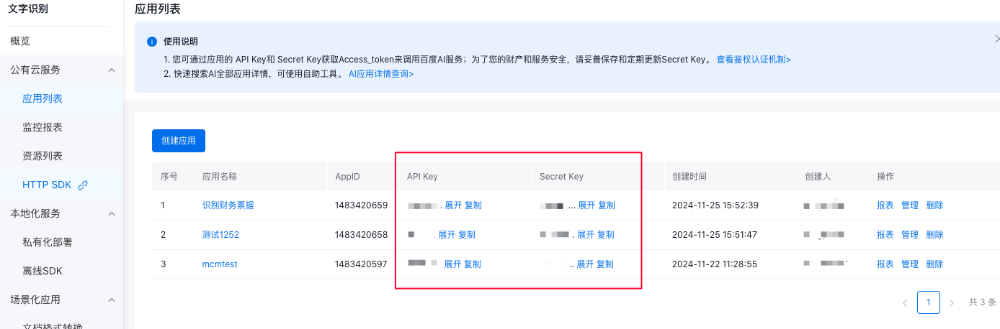 文字识别
概览
公有云服务
应用列表
监控报表
资源列表
HTTP SDK
本地化服务
私有化部署
离线SDK
场景化应用
文档格式转换
应用列表
使用说明
1. 您可通过应用的 API Key和 Secret Key获取Access_token来调用百度AI服务；为了您的财产和服务安全，请妥善保存和定期更新Secret Key。 查看鉴权认证机制>
2. 快速搜索AI全部应用详情，可使用自助工具。 AI应用详情查询>
创建应用
序号 应用名称 AppID API Key Secret Key 创建时间 创建人 操作
1 识别财务票据 1483420659 . 展开 复制 ... 展开 复制 2024-11-25 15:52:39 报表 管理 删除
2 测试1252 1483420658 . 展开 复制 . 展开 复制 2024-11-25 15:51:47 报表 管理 删除
3 mcmtest 1483420597 展开 复制 .. 展开 复制 2024-11-22 11:28:55 报表 管理 删除
1 共 3 条